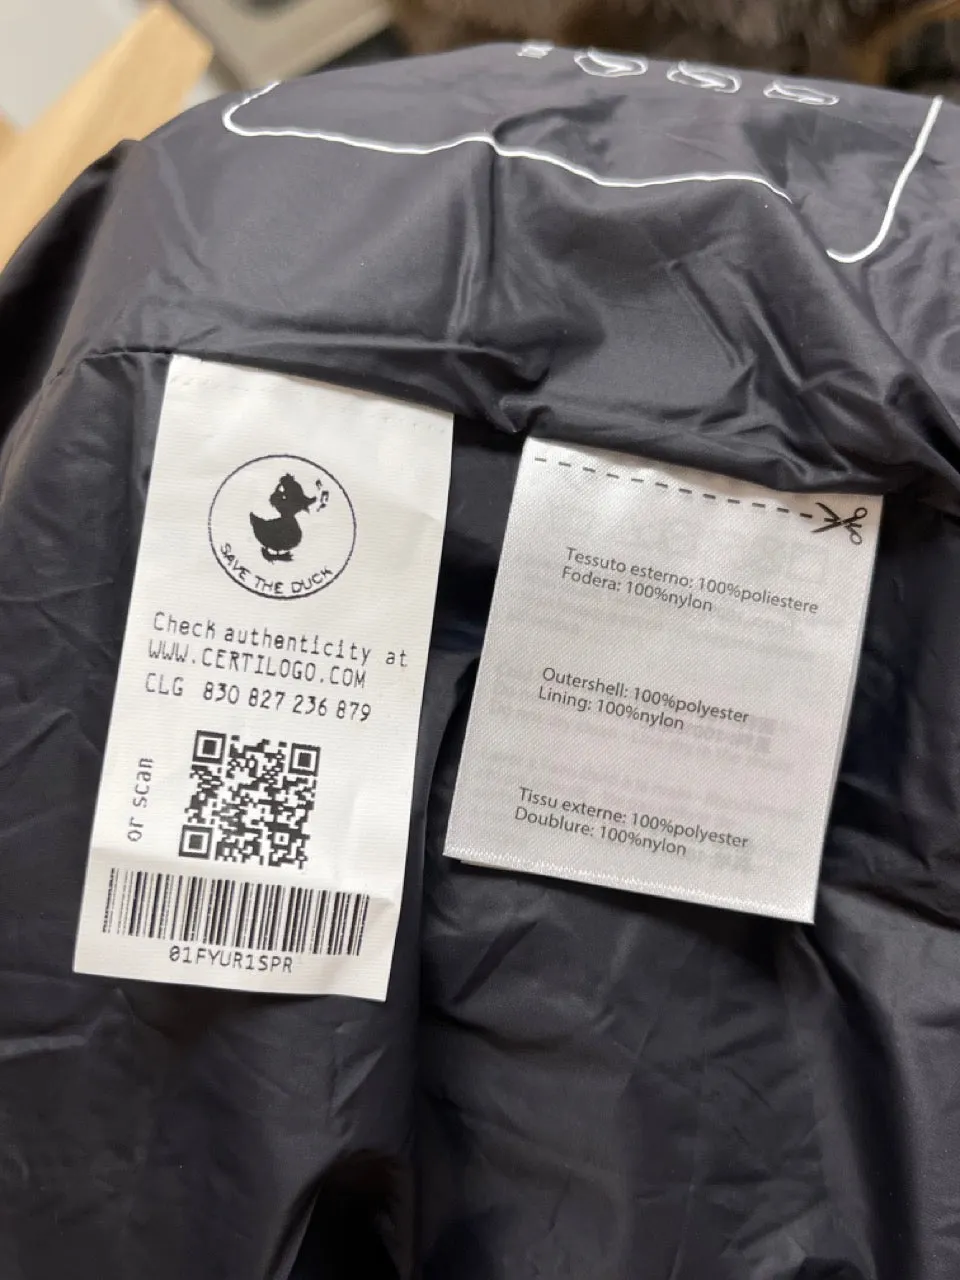 SAVE THE DUCK
Check authenticity at
WWW.CERTILOGO.COM
CLG 830 827 236 879
or scan
01FYUR1SPR
Tessuto esterno: 100%poliestere
Fodera: 100%nylon
Outershell: 100%polyester
Lining: 100%nylon
Tissu externe: 100%polyester
Doublure: 100%nylon